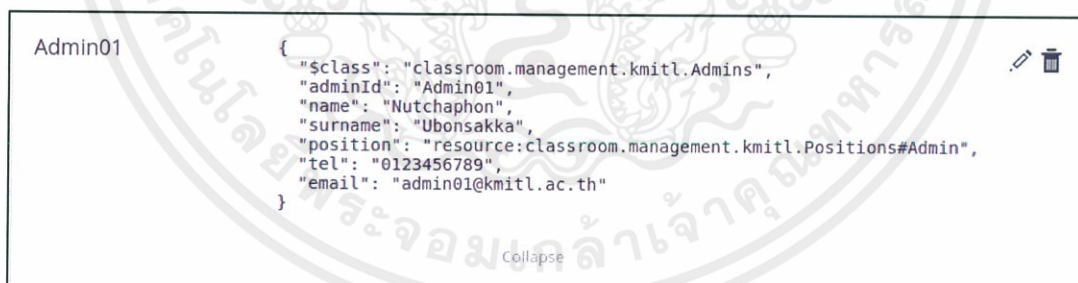 Admin01
{
"$class": "classroom.management.kmitl.Admins",
"adminId": "Admin01",
"name": "Nutchaphon",
"surname": "Ubonsakka",
"position": "resource:classroom.management.kmitl.Positions#Admin",
"tel": "0123456789",
"email": "admin01@kmitl.ac.th"
}
Collapse